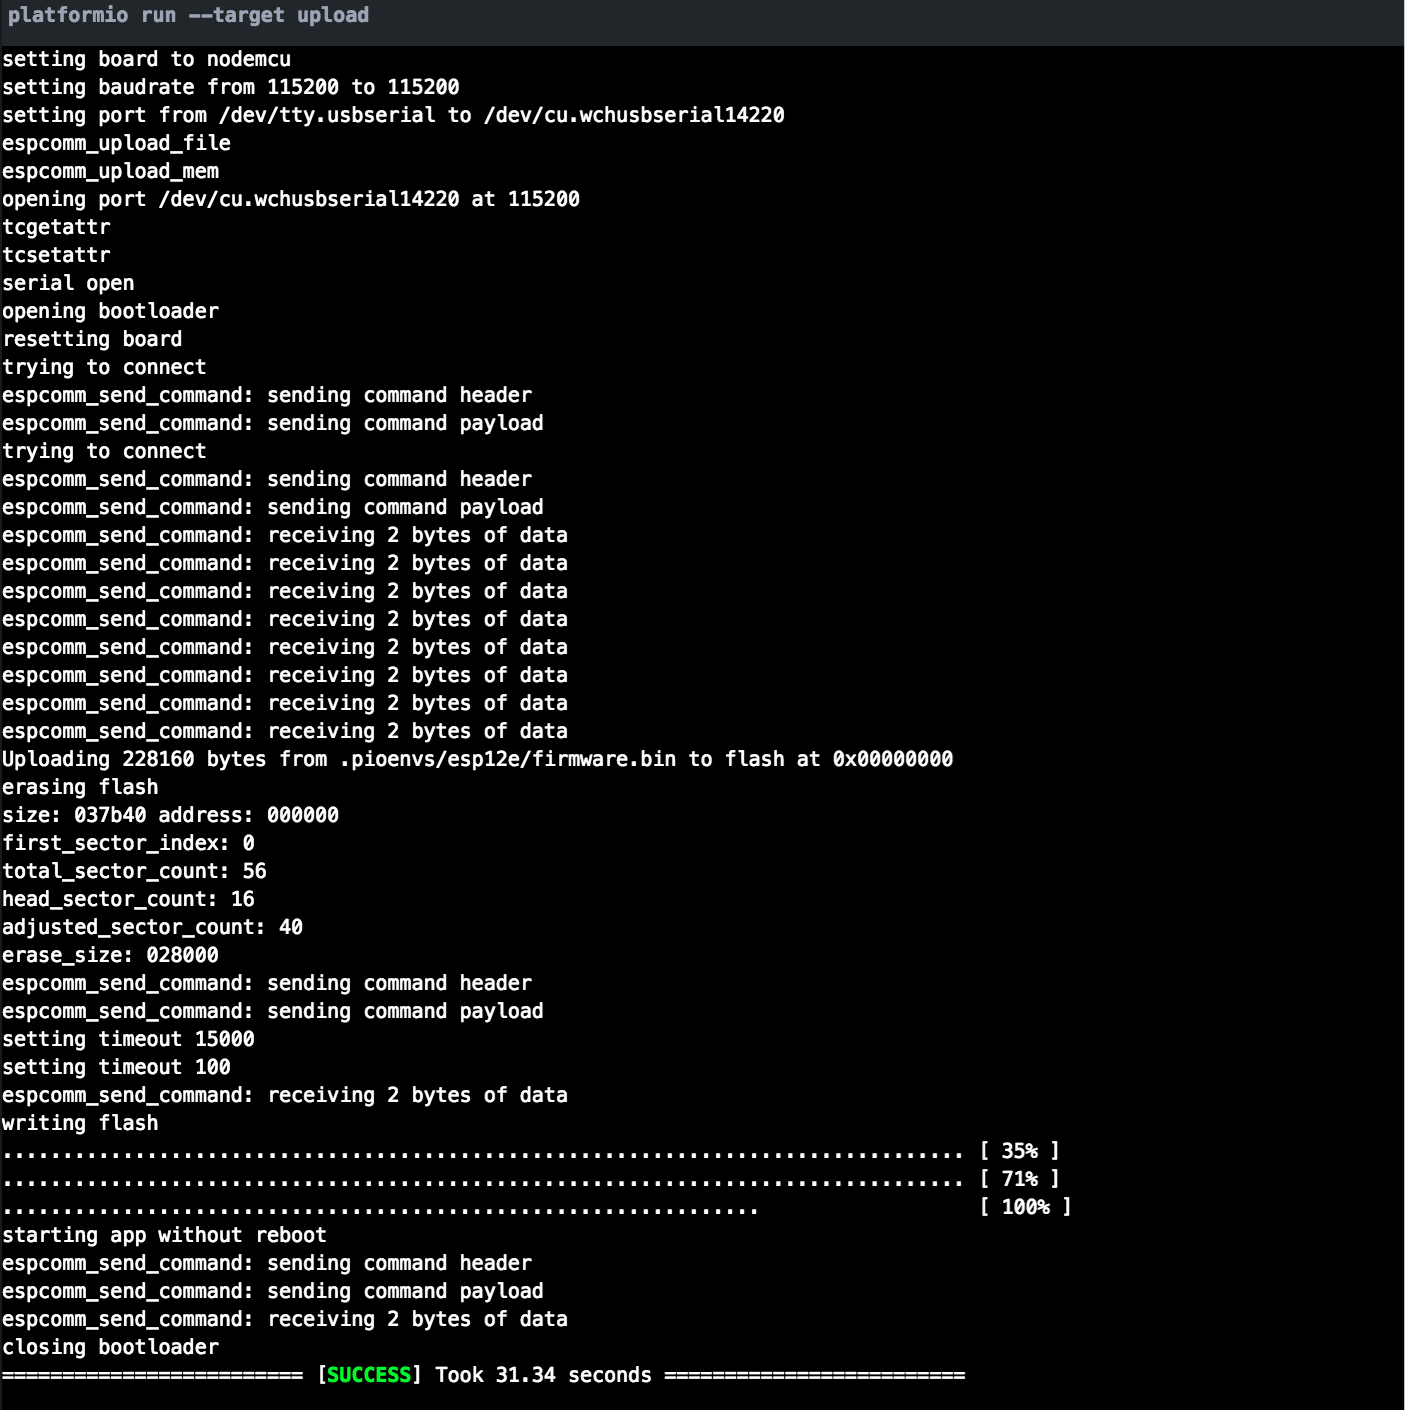 platformio run --target upload
setting board to nodemcu
setting baudrate from 115200 to 115200
setting port from /dev/tty.usbserial to /dev/cu.wchusbserial14220
espcomm_upload_file
espcomm_upload_mem
opening port /dev/cu.wchusbserial14220 at 115200
tcgetattr
tcsetattr
serial open
opening bootloader
resetting board
trying to connect
espcomm_send_command: sending command header
espcomm_send_command: sending command payload
trying to connect
espcomm_send_command: sending command header
espcomm_send_command: sending command payload
espcomm_send_command: receiving 2 bytes of data
espcomm_send_command: receiving 2 bytes of data
espcomm_send_command: receiving 2 bytes of data
espcomm_send_command: receiving 2 bytes of data
espcomm_send_command: receiving 2 bytes of data
espcomm_send_command: receiving 2 bytes of data
espcomm_send_command: receiving 2 bytes of data
espcomm_send_command: receiving 2 bytes of data
Uploading 228160 bytes from .pioenvs/esp12e/firmware.bin to flash at 0x00000000
erasing flash
size: 037b40 address: 000000
first_sector_index: 0
total_sector_count: 56
head_sector_count: 16
adjusted_sector_count: 40
erase_size: 028000
espcomm_send_command: sending command header
espcomm_send_command: sending command payload
setting timeout 15000
setting timeout 100
espcomm_send_command: receiving 2 bytes of data
writing flash
................................................................................ [ 35% ]
................................................................................ [ 71% ]
............................................................... [ 100% ]
starting app without reboot
espcomm_send_command: sending command header
espcomm_send_command: sending command payload
espcomm_send_command: receiving 2 bytes of data
closing bootloader
========================= [SUCCESS] Took 31.34 seconds =========================